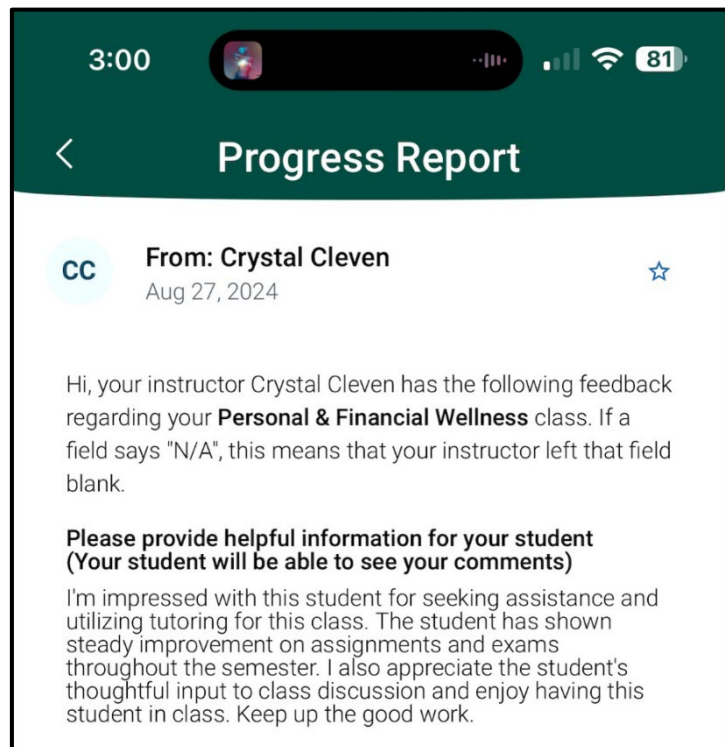 3:00
81
Progress Report
CC
From: Crystal Cleven
Aug 27, 2024
Hi, your instructor Crystal Cleven has the following feedback
regarding your Personal & Financial Wellness class. If a
field says "N/A", this means that your instructor left that field
blank.
Please provide helpful information for your student
(Your student will be able to see your comments)
I'm impressed with this student for seeking assistance and
utilizing tutoring for this class. The student has shown
steady improvement on assignments and exams
throughout the semester. I also appreciate the student's
thoughtful input to class discussion and enjoy having this
student in class. Keep up the good work.